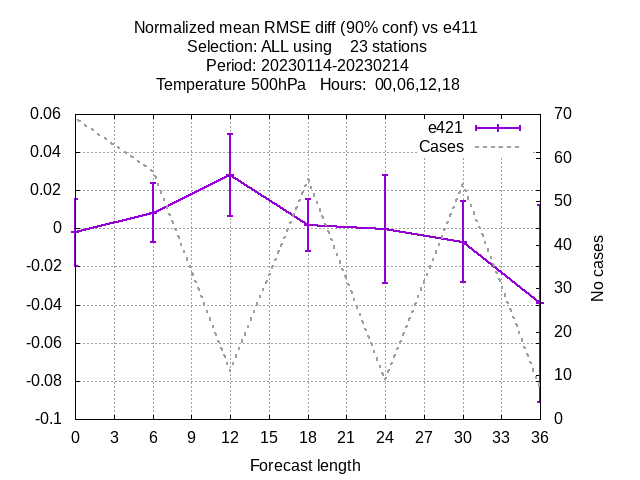 Normalized mean RMSE diff (90% conf) vs e411
Selection: ALL using    23 stations
Period: 20230114-20230214
Temperature 500hPa   Hours:  00,06,12,18
e421
Cases
0.06
0.04
0.02
0
-0.02
-0.04
-0.06
-0.08
-0.1
70
60
50
40
30
20
10
0
No cases
0 3 6 9 12 15 18 21 24 27 30 33 36
Forecast length